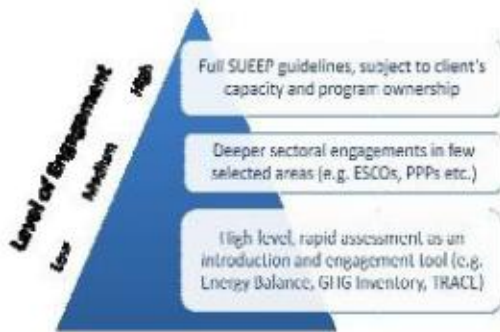 Level of Engagement
High
Full SUEEP guidelines, subject to client's
capacity and program ownership
Medium
Deeper sectoral engagements in few
selected areas (e.g. ESCOs, PPPs etc.)
Low
High level, rapid assessment as an
introduction and engagement tool (e.g.
Energy Balance, GHG Inventory, TRACE)